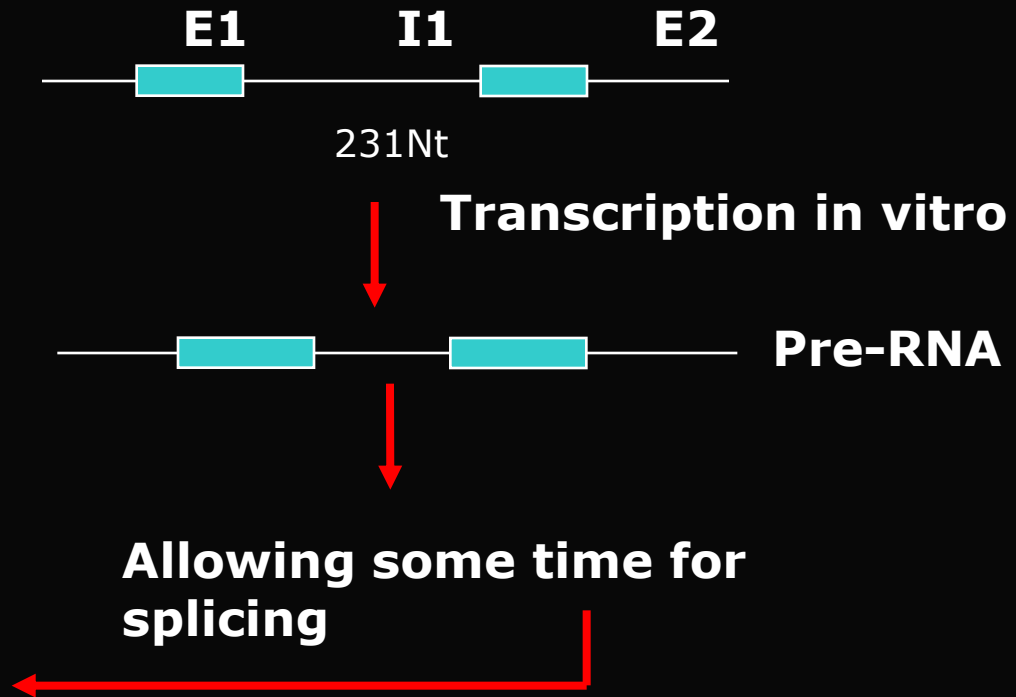 E1 I1 E2
231Nt
Transcription in vitro
Pre-RNA
Allowing some time for
splicing